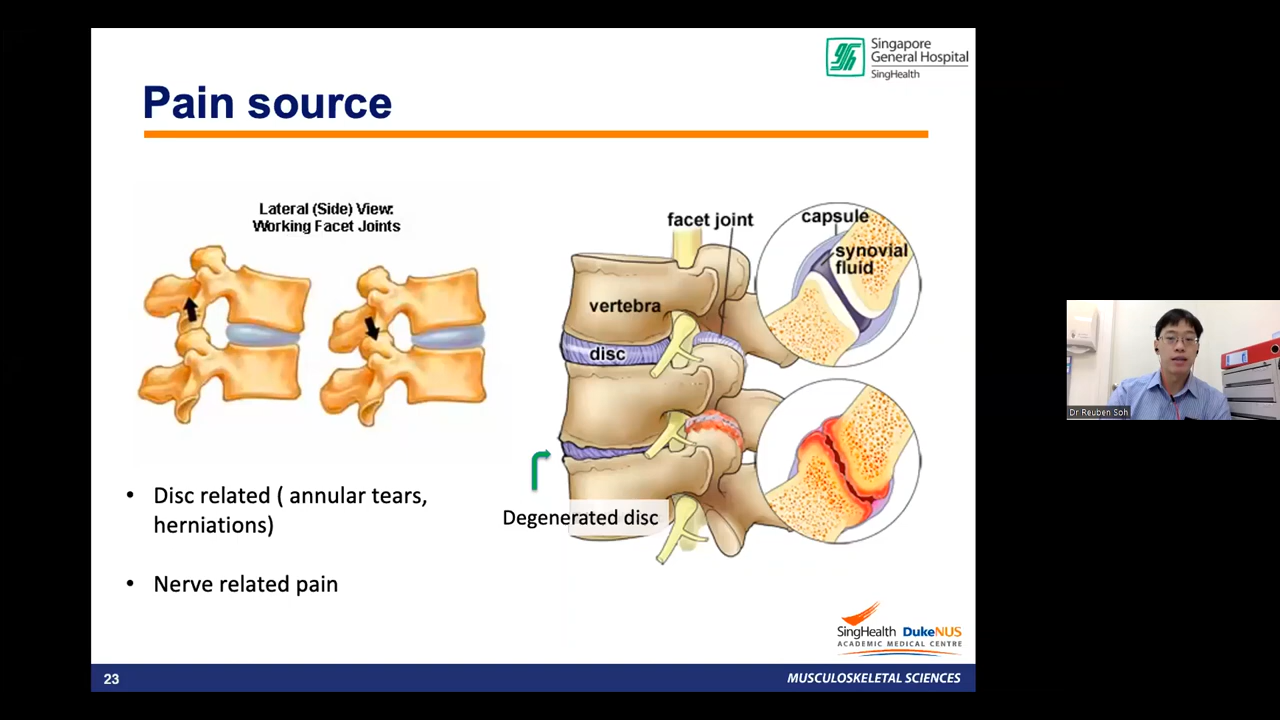 Singapore
General Hospital
SingHealth
Pain source
Lateral (Side) View:
Working Facet Joints
facet joint
capsule
synovial
fluid
vertebra
disc
Degenerated disc
• Disc related ( annular tears,
herniations)
• Nerve related pain
SingHealth DukeNUS
ACADEMIC MEDICAL CENTRE
23
MUSCULOSKELETAL SCIENCES
Dr Reuben Soh